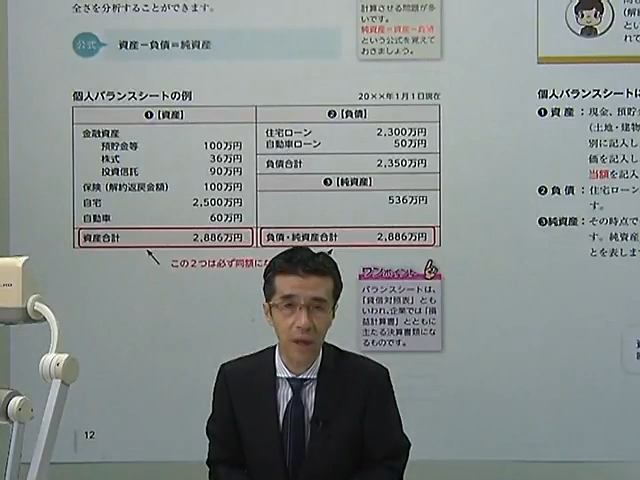 全さを分析することができます。
公式 資産－負債＝純資産
計算させる問題が多
いです。
純資産＝資産－負債
という公式を覚えて
おきましょう。
個人バランスシートの例
20××年1月1日現在
❶【資産】
金融資産
預貯金等 100万円
株式 36万円
投資信託 90万円
保険（解約返戻金額） 100万円
自宅 2,500万円
自動車 60万円
資産合計 2,886万円
❷【負債】
住宅ローン 2,300万円
自動車ローン 50万円
負債合計 2,350万円
❸【純資産】
536万円
負債・純資産合計 2,886万円
この2つは必ず同額に
ワンポイント
バランスシートは、
「貸借対照表」とも
いわれ、企業では「損
益計算書」とともに
主たる決算書類にな
るものです。
12
（解
とい
れて
個人バランスシートに
❶資産：現金、預貯
（土地・建物
別に記入し
価を記入し
当額を記入
❷負債：住宅ローン
す。
❸純資産：その時点で
す。純資産
とを表しま